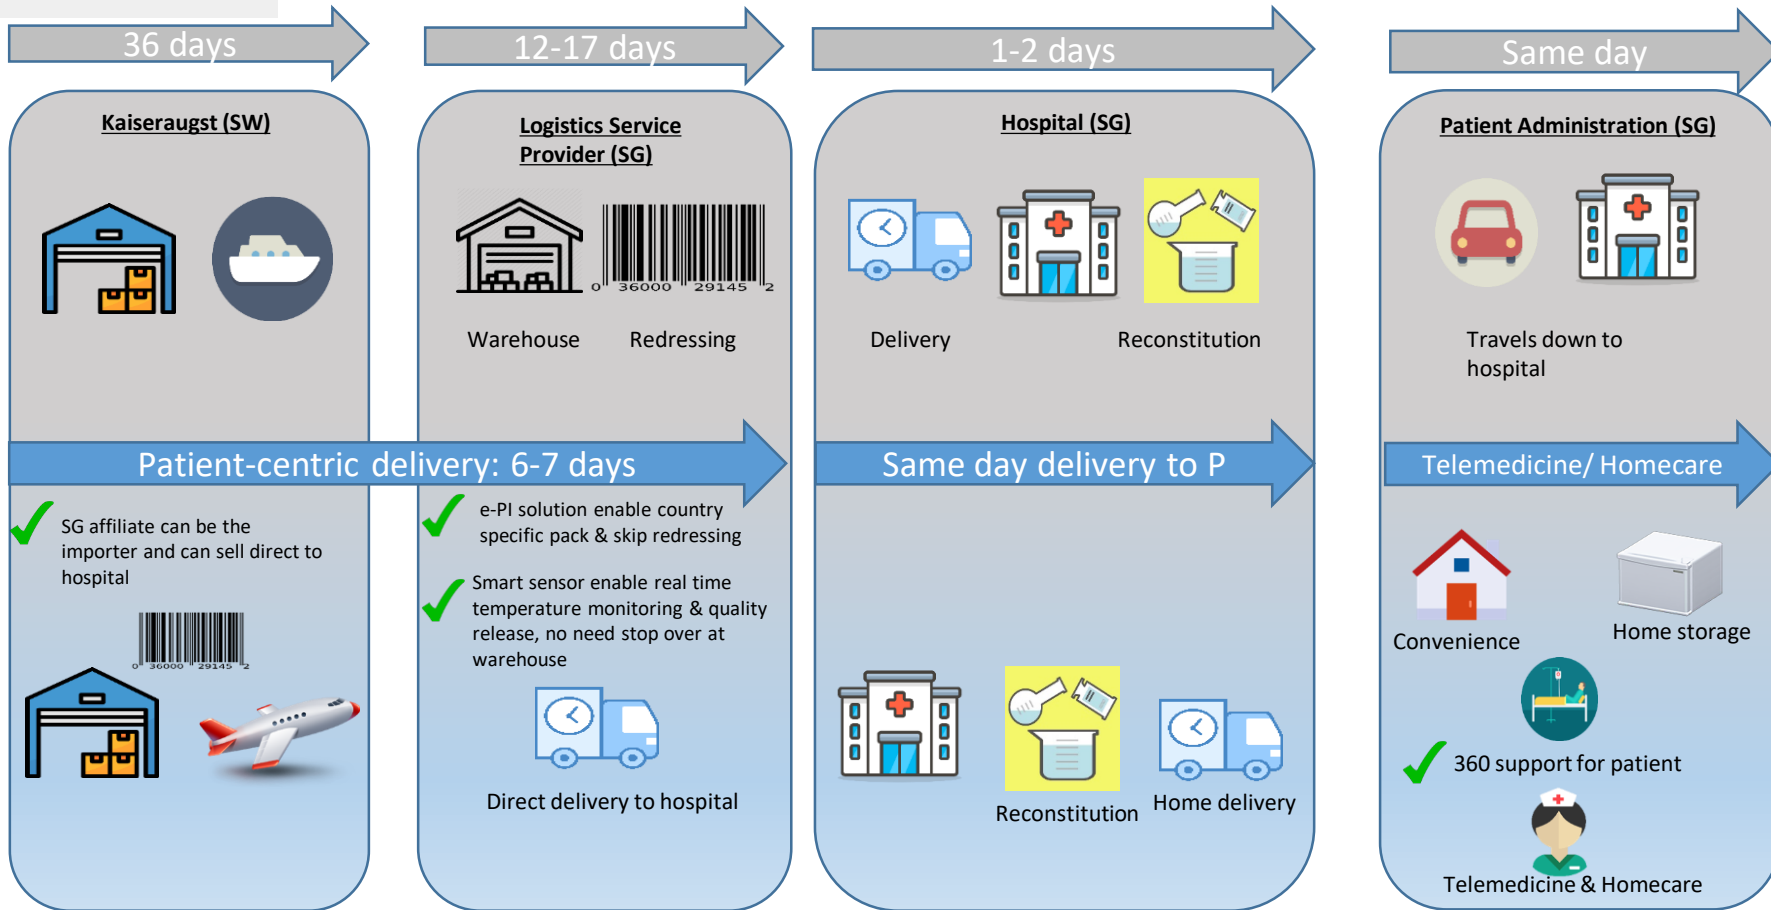 36 days
12-17 days
1-2 days
Same day
Kaiseraugst (SW)
Logistics Service
Provider (SG)
Hospital (SG)
Patient Administration (SG)
0 36000 29145 2
Warehouse
Redressing
Delivery
Reconstitution
Travels down to
hospital
Patient-centric delivery: 6-7 days
Same day delivery to P
Telemedicine/ Homecare
SG affiliate can be the
importer and can sell direct to
hospital
0 36000 29145 2
e-PI solution enable country
specific pack & skip redressing
Smart sensor enable real time
temperature monitoring & quality
release, no need stop over at
warehouse
Direct delivery to hospital
Reconstitution
Home delivery
Convenience
Home storage
360 support for patient
Telemedicine & Homecare